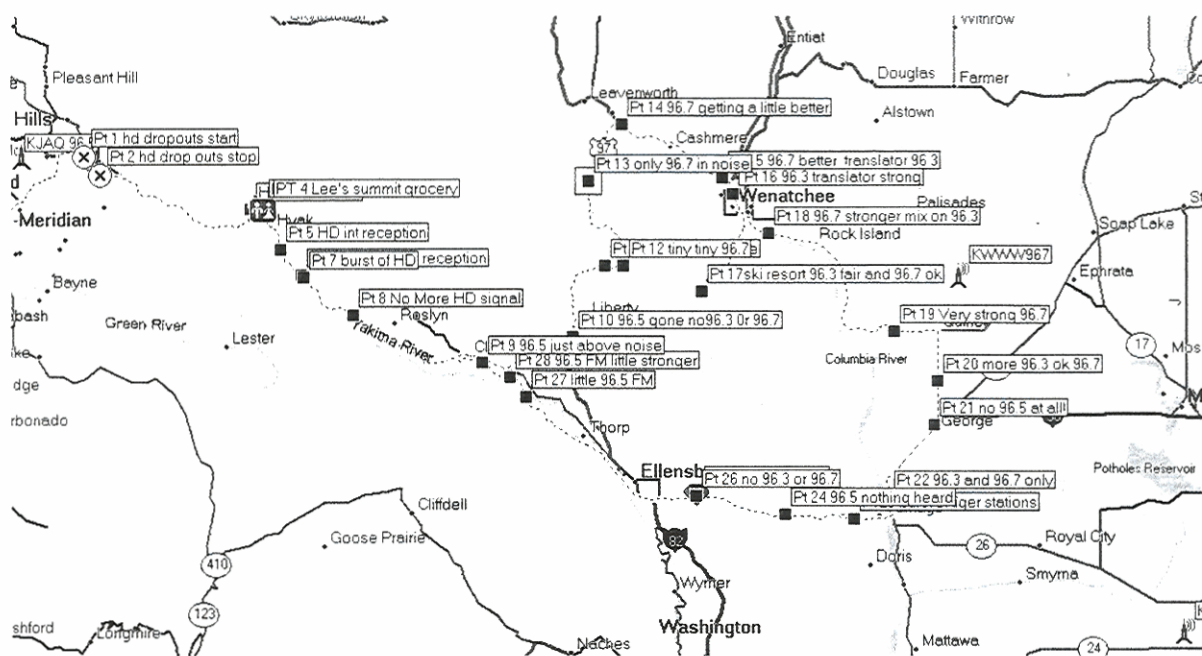 Withrow
Entiat
Pleasant Hill
Douglas
Farmer
Leavenworth
Pt 14 96.7 getting a little better
Alstown
Hills
Cashmere
KJAQ 96
Pt 1 hd dropouts start
Pt 2 hd drop outs stop
97
Pt 13 only 96.7 in noise
5 96.7 better translator 96.3
Pt 16 96.3 translator strong
PT 4 Lee's summit grocery
Wenatchee
Palisades
Meridian
Hyak
Pt 18 96.7 stronger mix on 96.3
Pt 5 HD int reception
Rock Island
Soap Lake
Pt 7 burst of HD
reception
Pt 12 tiny tiny 96.7
KWWW967
Pt 17ski resort 96.3 fair and 96.7 ok
Ephrata
Bayne
Pt 8 No More HD signal
Liberty
Roslyn
Green River
Pt 10 96.5 gone no96.3 0r 96.7
Pt 19 Very strong 96.7
Yakima River
Lester
Pt 9 96.5 just above noise
17
Columbia River
Pt 28 96.5 FM little stronger
Pt 20 more 96.3 ok 96.7
Pt 27 little 96.5 FM
Pt 21 no 96.5 at all
George
Thorp
Ellensb
Potholes Reservoir
Pt 26 no 96.3 or 96.7
Pt 22 96.3 and 96.7 only
Pt 24 96.5 nothing heard
stations
Cliffdell
82
Goose Prairie
26
Royal City
410
Doris
Smyrna
Wymer
123
Longmire
Washington
Naches
Mattawa
24